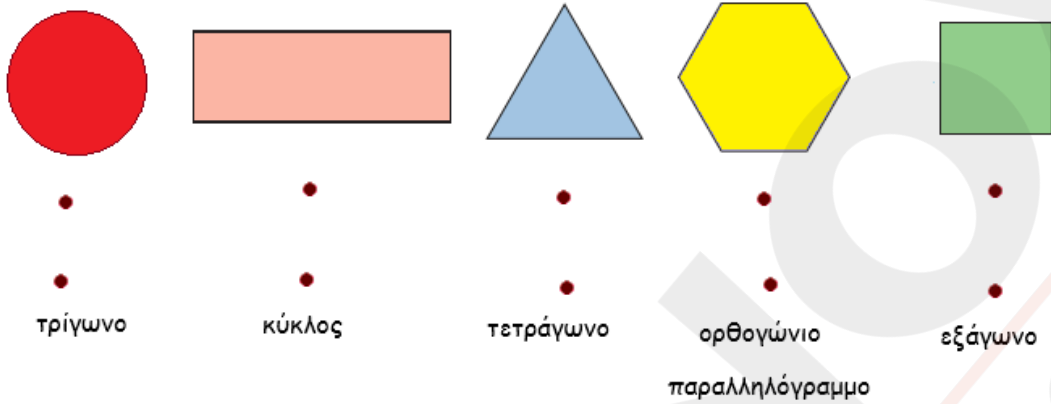 τρίγωνο κύκλος τετράγωνο ορθογώνιο εξάγωνο
παραλληλόγραμμο